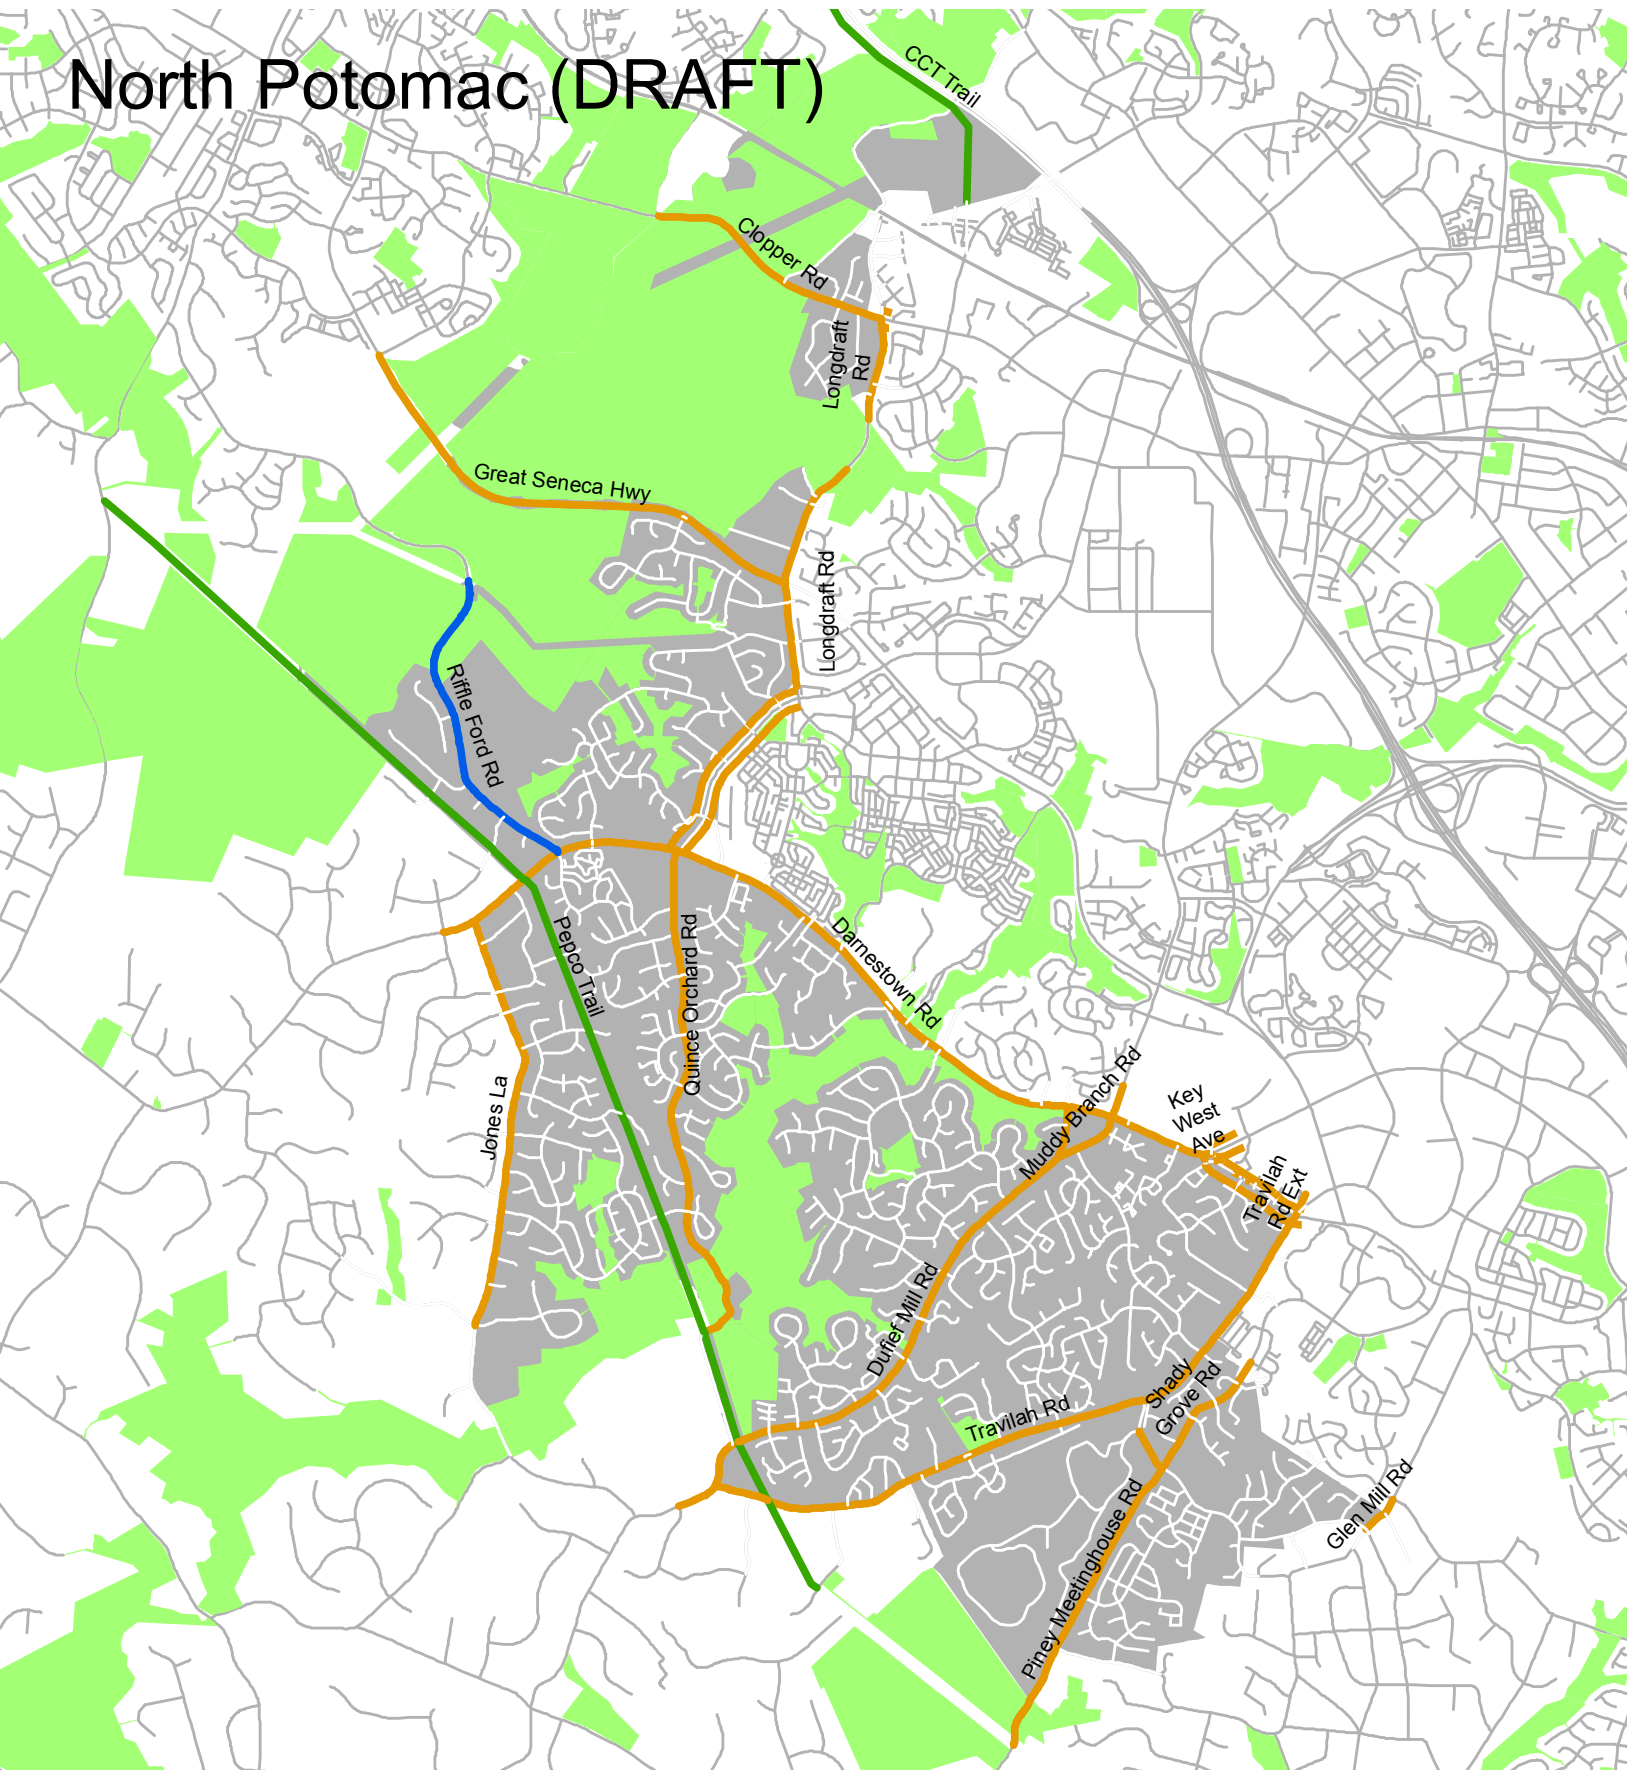 CCT Trail
North Potomac (DRAFT)
Clopper Rd
Longdraft
Rd
Great Seneca Hwy
Longdraft Rd
Riffle Ford Rd
Pepco Trail
Quince Orchard Rd
Darnestown Rd
Jones La
Muddy Branch Rd
Key
West
Ave
Travilah
Rd Ext
Dufief Mill Rd
Shady
Grove Rd
Travilah Rd
Glen Mill Rd
Piney Meetinghouse Rd